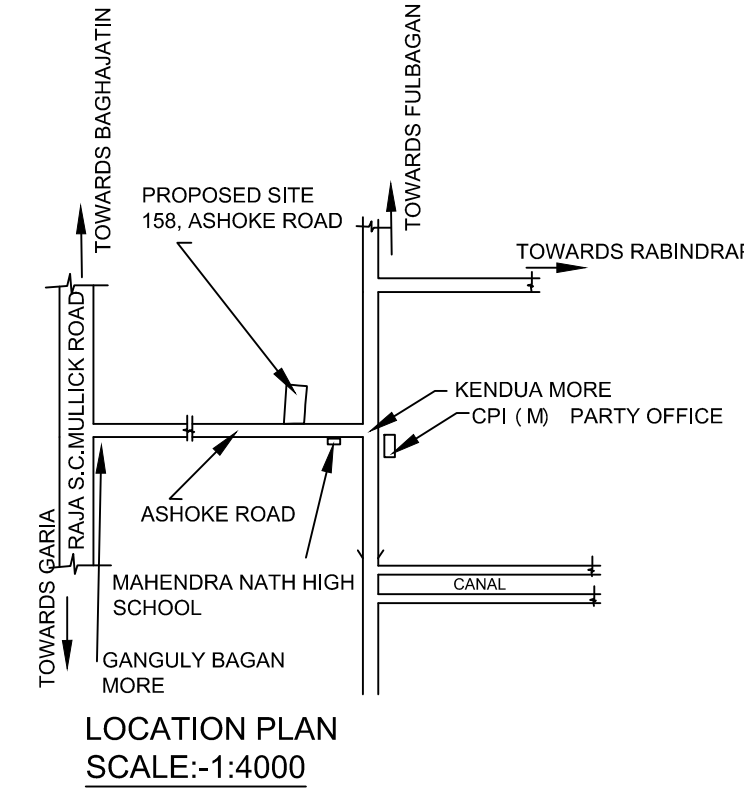 TOWARDS BAGHAJATIN
TOWARDS FULBAGAN
PROPOSED SITE
158, ASHOKE ROAD
TOWARDS
RAJA S.C.MULLICK ROAD
KENDUA MORE
CPI ( M) PARTY OFFICE
ASHOKE ROAD
TOWARDS GARIA
MAHENDRA NATH HIGH
SCHOOL
CANAL
GANGULY BAGAN
MORE
LOCATION PLAN
SCALE:-1:4000